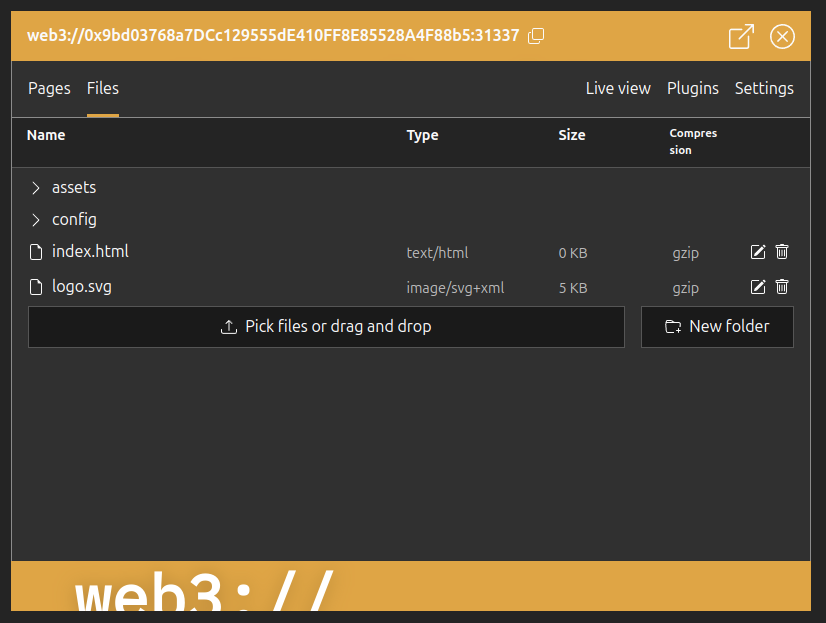 web3://0x9bd03768a7DCc129555dE410FF8E85528A4F88b5:31337
Pages Files Live view Plugins Settings
Name Type Size Compres
sion
assets
config
index.html text/html 0 KB gzip
logo.svg image/svg+xml 5 KB gzip
Pick files or drag and drop New folder
web3://